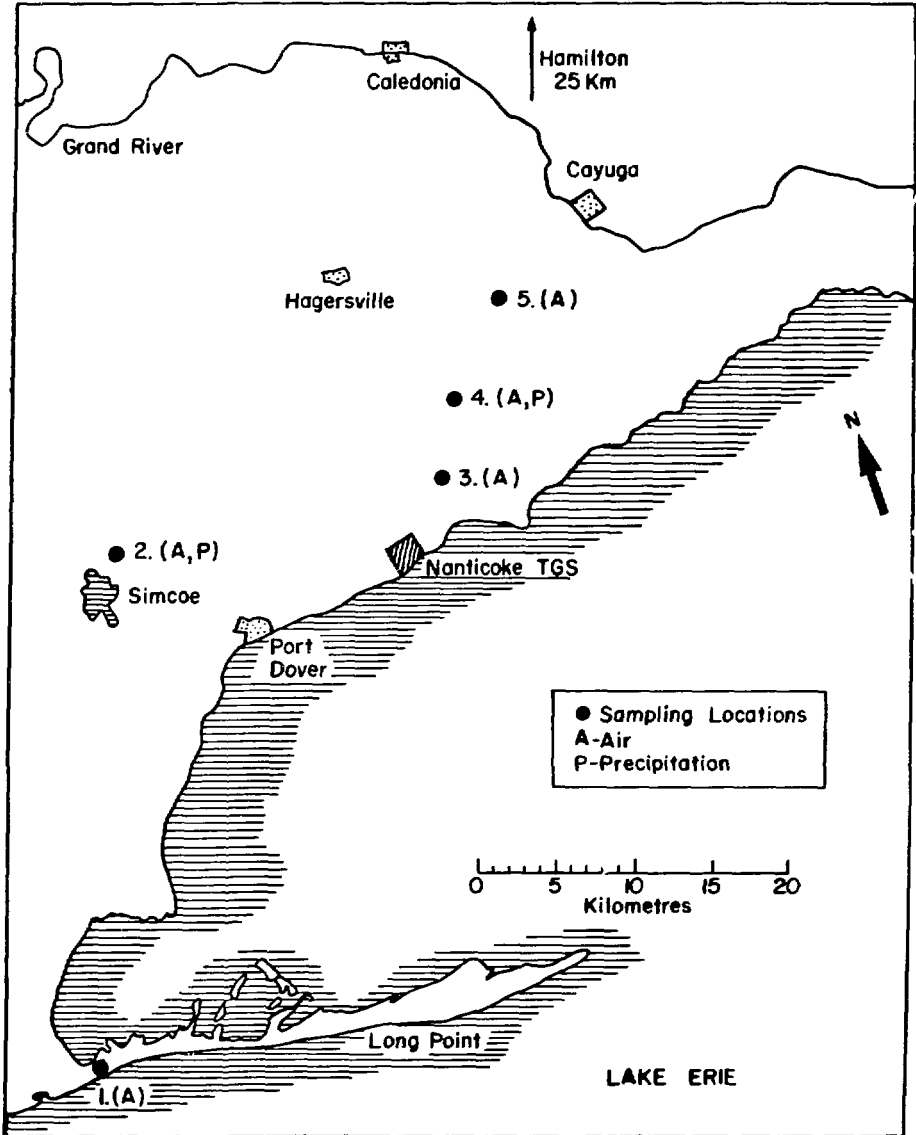 Hamilton
25 Km
Caledonia
Grand River
Cayuga
Hagersville
5. (A)
4. (A,P)
N
3. (A)
2. (A,P)
Nanticoke TGS
Simcoe
Port
Dover
Sampling Locations
A-Air
P-Precipitation
0 5 10 15 20
Kilometres
Long Point
LAKE ERIE
1. (A)